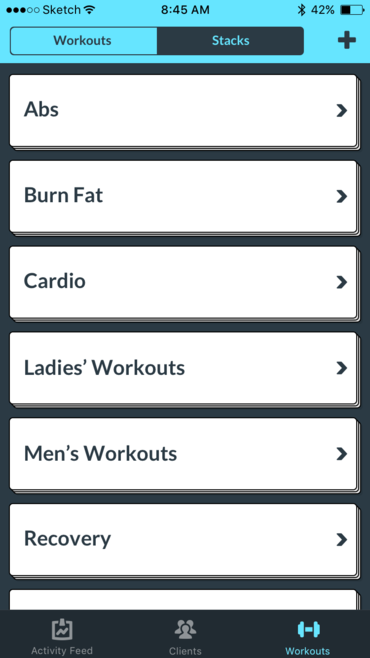 Sketch 8:45 AM 42%
Workouts Stacks
Abs
Burn Fat
Cardio
Ladies’ Workouts
Men’s Workouts
Recovery
Activity Feed Clients Workouts